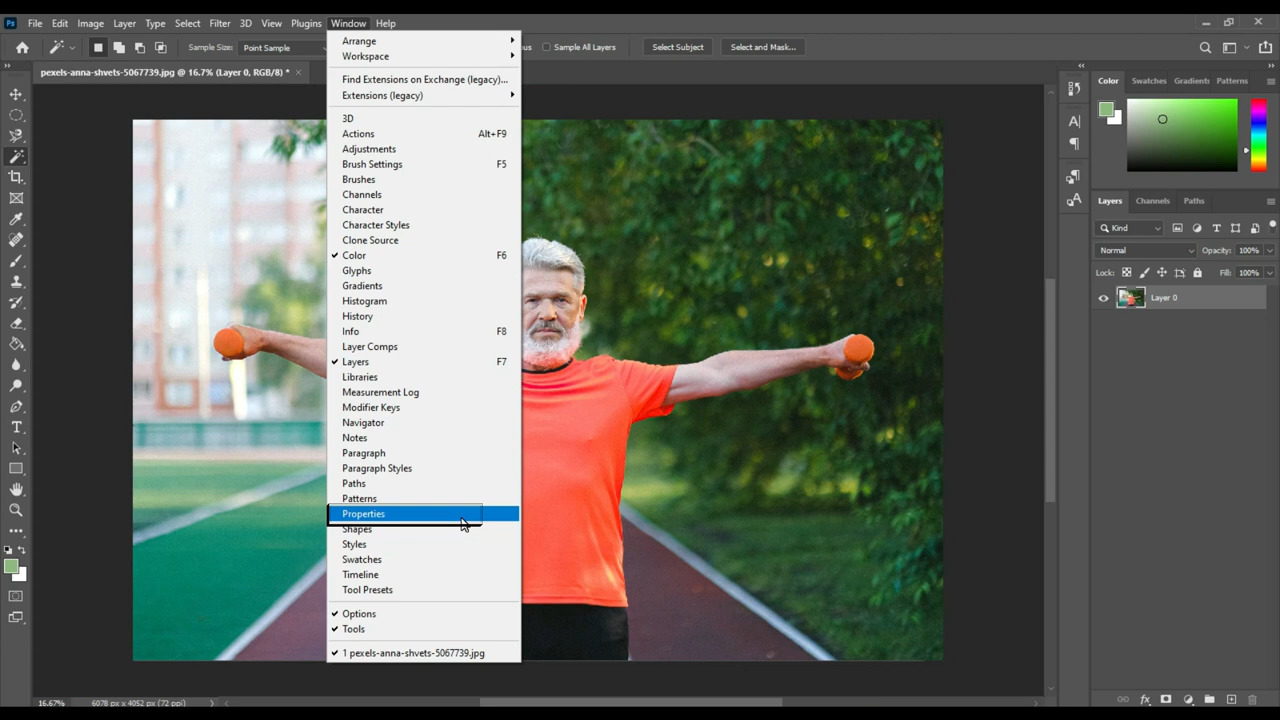 Ps File Edit Image Layer Type Select Filter 3D View Plugins Window Help
Sample Size: Point Sample Sample All Layers Select Subject Select and Mask...
pexels-anna-shvets-5067739.jpg @ 16.7% (Layer 0, RGB/8) *
Arrange
Workspace
Find Extensions on Exchange (legacy)...
Extensions (legacy)
3D
Actions Alt+F9
Adjustments
Brush Settings F5
Brushes
Channels
Character
Character Styles
Clone Source
Color F6
Glyphs
Gradients
Histogram
History
Info F8
Layer Comps
Layers F7
Libraries
Measurement Log
Modifier Keys
Navigator
Notes
Paragraph
Paragraph Styles
Paths
Patterns
Properties
Shapes
Styles
Swatches
Timeline
Tool Presets
Options
Tools
1 pexels-anna-shvets-5067739.jpg
Color Swatches Gradients Patterns
Layers Channels Paths
Kind
Normal Opacity: 100%
Lock: Fill: 100%
Layer 0
fx
16.67% 6078 px x 4052 px (72 ppi)